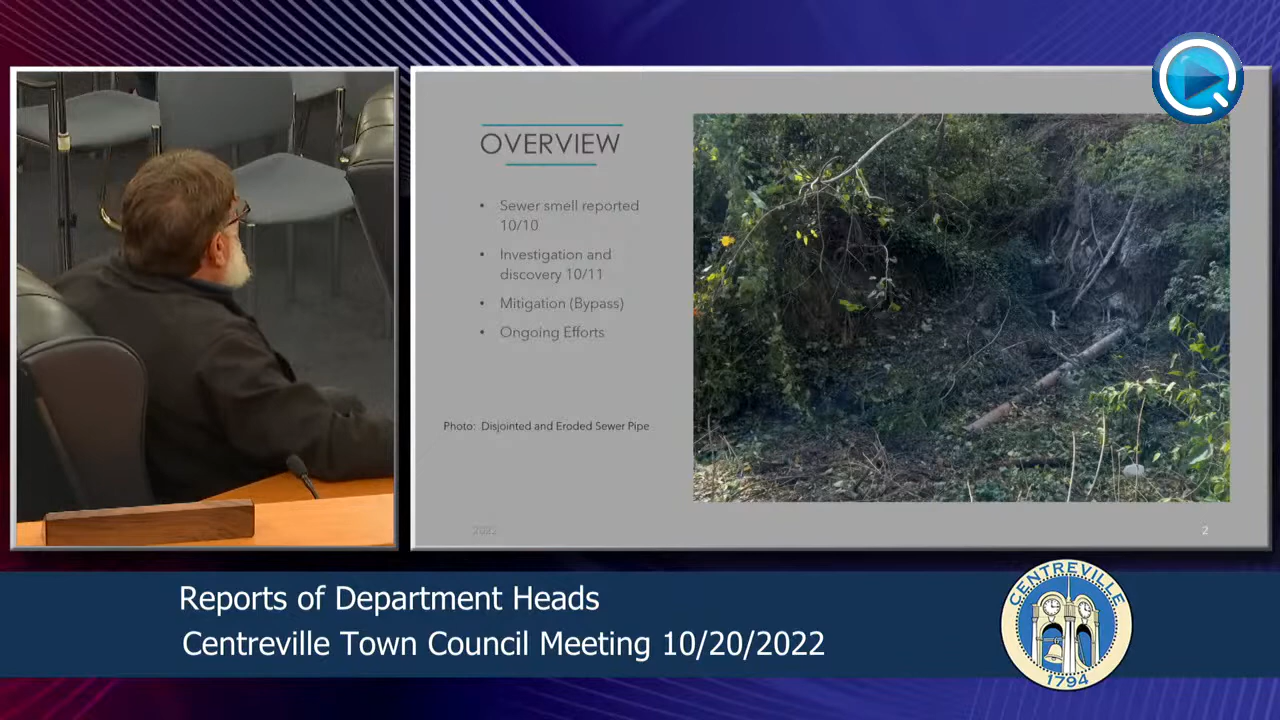 OVERVIEW
• Sewer smell reported
10/10
• Investigation and
discovery 10/11
• Mitigation (Bypass)
• Ongoing Efforts
Photo: Disjointed and Eroded Sewer Pipe
2022
2
Reports of Department Heads
Centreville Town Council Meeting 10/20/2022
CENTREVILLE
1794